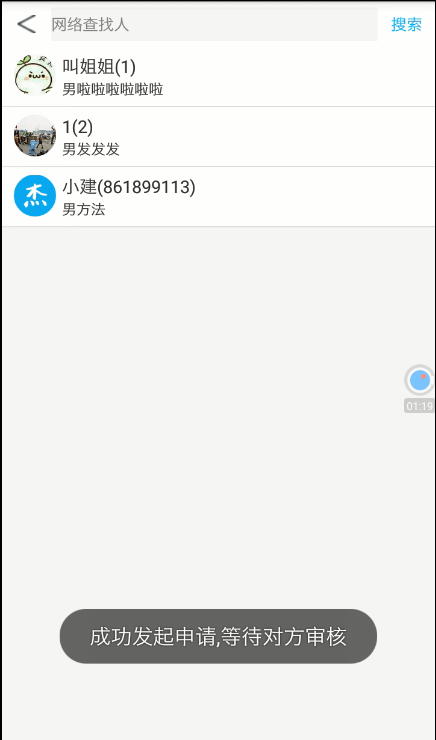 网络查找人
搜索
叫姐姐(1)
男啦啦啦啦啦啦
1(2)
男发发发
杰
小建(861899113)
男方法
01:19
成功发起申请,等待对方审核